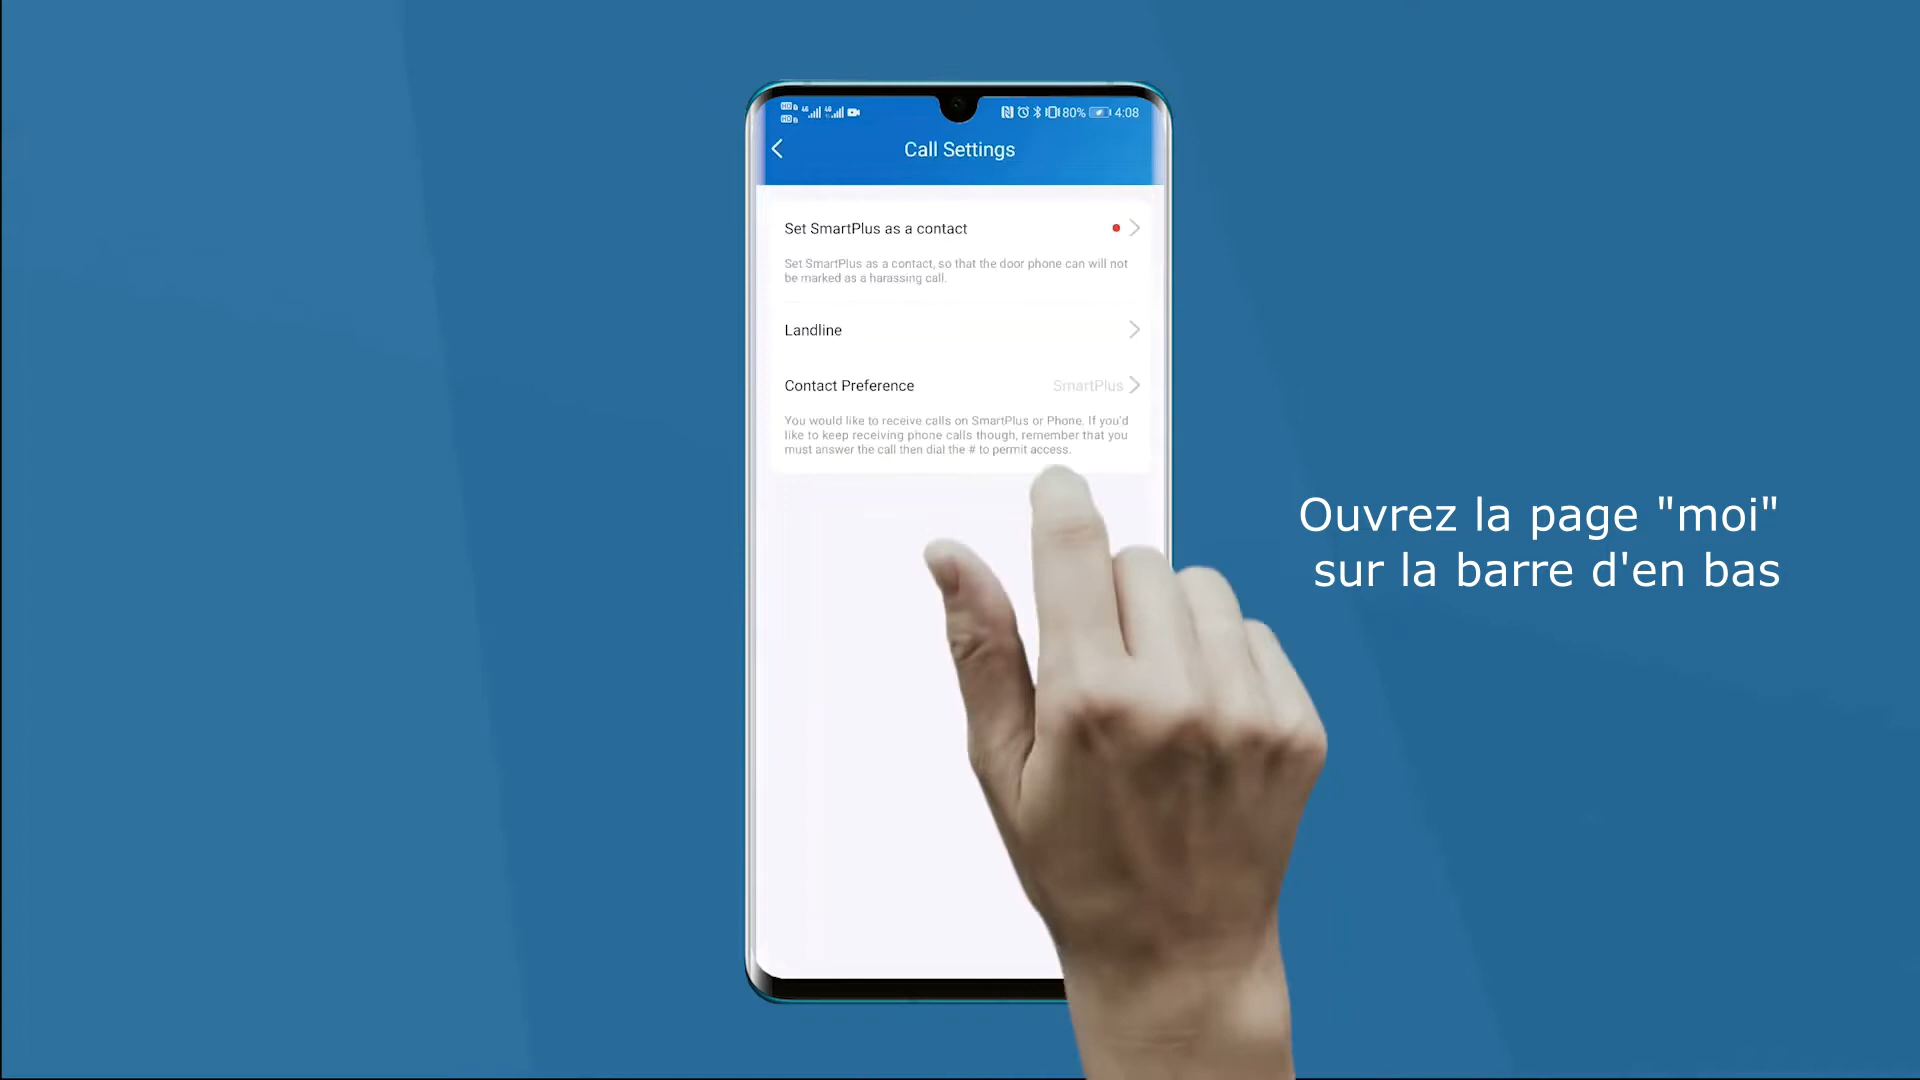 80% 4:08
Call Settings
Set SmartPlus as a contact
Set SmartPlus as a contact, so that the door phone can will not
be marked as a harassing call.
Landline
Contact Preference SmartPlus
You would like to receive calls on SmartPlus or Phone. If you'd
like to keep receiving phone calls though, remember that you
must answer the call then dial the # to permit access.
Ouvrez la page "moi"
sur la barre d'en bas